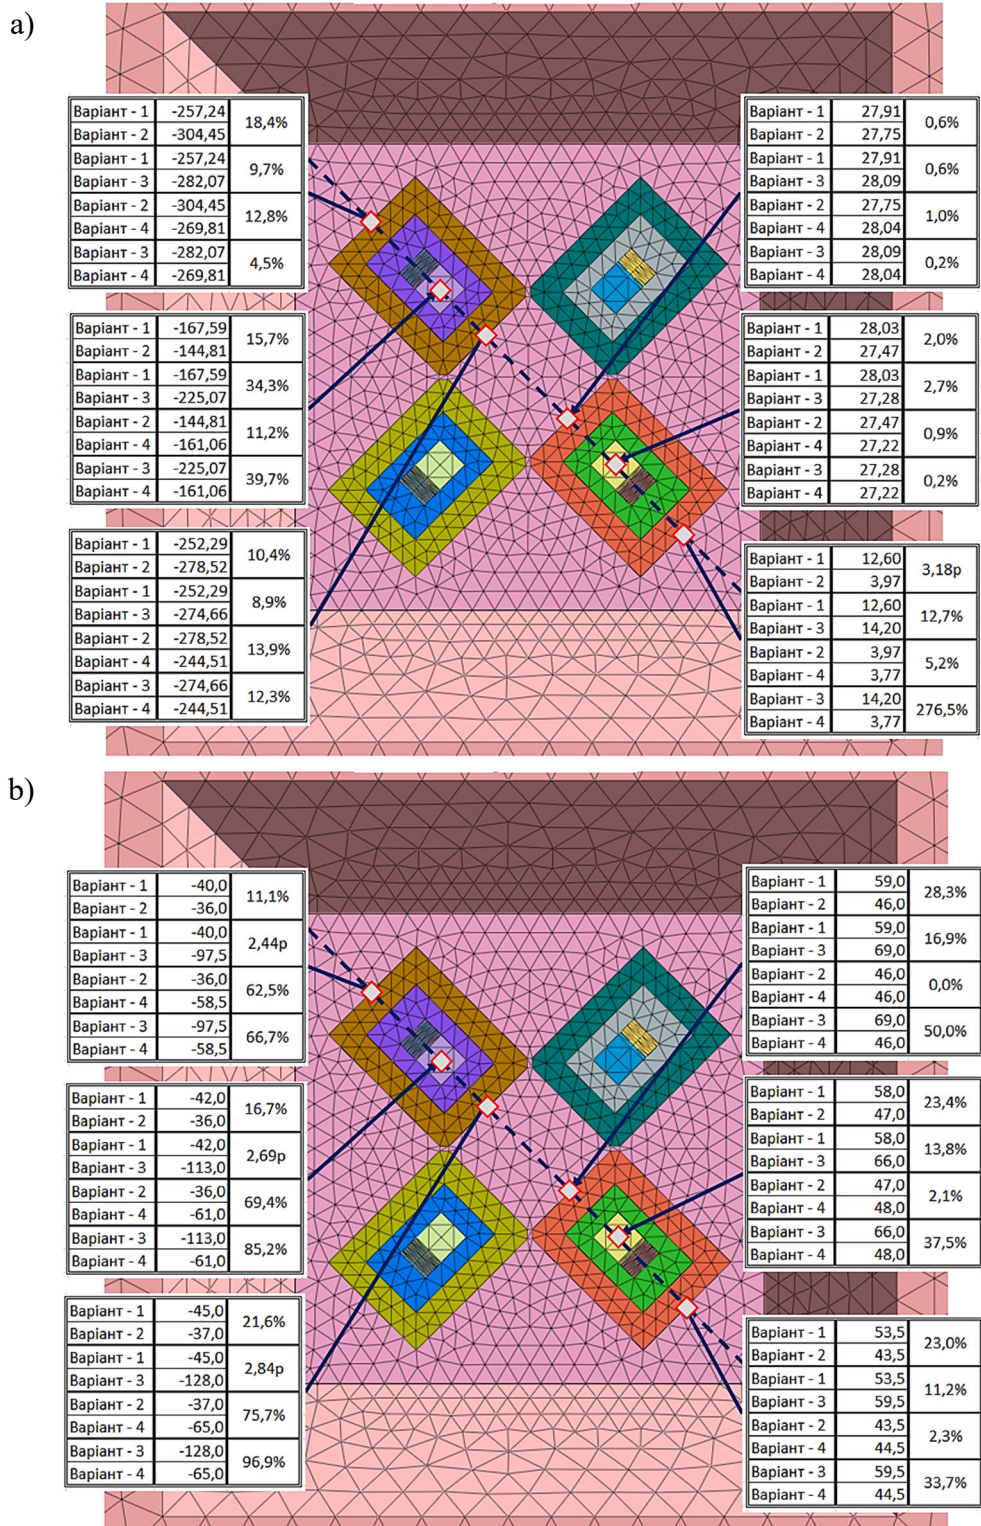 a)
Варіант - 1 -257,24 18,4%
Варіант - 2 -304,45
Варіант - 1 -257,24 9,7%
Варіант - 3 -282,07
Варіант - 2 -304,45 12,8%
Варіант - 4 -269,81
Варіант - 3 -282,07 4,5%
Варіант - 4 -269,81
Варіант - 1 -167,59 15,7%
Варіант - 2 -144,81
Варіант - 1 -167,59 34,3%
Варіант - 3 -225,07
Варіант - 2 -144,81 11,2%
Варіант - 4 -161,06
Варіант - 3 -225,07 39,7%
Варіант - 4 -161,06
Варіант - 1 -252,29 10,4%
Варіант - 2 -278,52
Варіант - 1 -252,29 8,9%
Варіант - 3 -274,66
Варіант - 2 -278,52 13,9%
Варіант - 4 -244,51
Варіант - 3 -274,66 12,3%
Варіант - 4 -244,51
Варіант - 1 27,91 0,6%
Варіант - 2 27,75
Варіант - 1 27,91 0,6%
Варіант - 3 28,09
Варіант - 2 27,75 1,0%
Варіант - 4 28,04
Варіант - 3 28,09 0,2%
Варіант - 4 28,04
Варіант - 1 28,03 2,0%
Варіант - 2 27,47
Варіант - 1 28,03 2,7%
Варіант - 3 27,28
Варіант - 2 27,47 0,9%
Варіант - 4 27,22
Варіант - 3 27,28 0,2%
Варіант - 4 27,22
Варіант - 1 12,60 3,18р
Варіант - 2 3,97
Варіант - 1 12,60 12,7%
Варіант - 3 14,20
Варіант - 2 3,97 5,2%
Варіант - 4 3,77
Варіант - 3 14,20 276,5%
Варіант - 4 3,77
b)
Варіант - 1 -40,0 11,1%
Варіант - 2 -36,0
Варіант - 1 -40,0 2,44р
Варіант - 3 -97,5
Варіант - 2 -36,0 62,5%
Варіант - 4 -58,5
Варіант - 3 -97,5 66,7%
Варіант - 4 -58,5
Варіант - 1 -42,0 16,7%
Варіант - 2 -36,0
Варіант - 1 -42,0 2,69р
Варіант - 3 -113,0
Варіант - 2 -36,0 69,4%
Варіант - 4 -61,0
Варіант - 3 -113,0 85,2%
Варіант - 4 -61,0
Варіант - 1 -45,0 21,6%
Варіант - 2 -37,0
Варіант - 1 -45,0 2,84р
Варіант - 3 -128,0
Варіант - 2 -37,0 75,7%
Варіант - 4 -65,0
Варіант - 3 -128,0 96,9%
Варіант - 4 -65,0
Варіант - 1 59,0 28,3%
Варіант - 2 46,0
Варіант - 1 59,0 16,9%
Варіант - 3 69,0
Варіант - 2 46,0 0,0%
Варіант - 4 46,0
Варіант - 3 69,0 50,0%
Варіант - 4 46,0
Варіант - 1 58,0 23,4%
Варіант - 2 47,0
Варіант - 1 58,0 13,8%
Варіант - 3 66,0
Варіант - 2 47,0 2,1%
Варіант - 4 48,0
Варіант - 3 66,0 37,5%
Варіант - 4 48,0
Варіант - 1 53,5 23,0%
Варіант - 2 43,5
Варіант - 1 53,5 11,2%
Варіант - 3 59,5
Варіант - 2 43,5 2,3%
Варіант - 4 44,5
Варіант - 3 59,5 33,7%
Варіант - 4 44,5